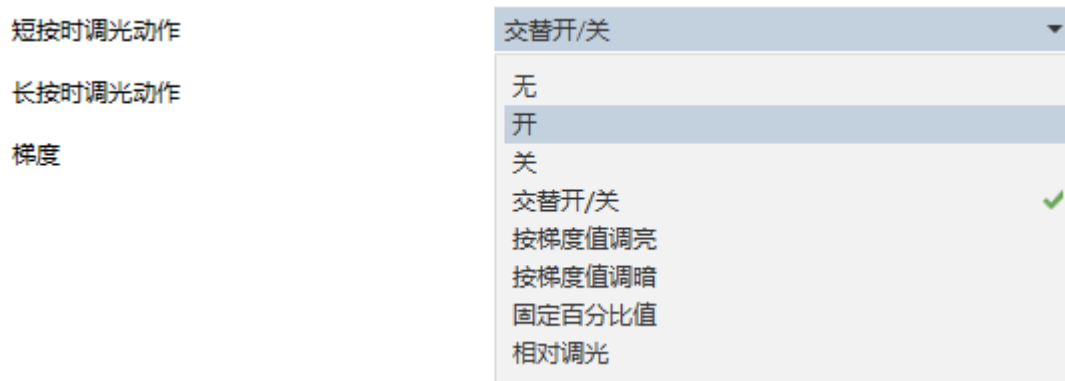 短按时调光动作 交替开/关
长按时调光动作
梯度
无
开
关
交替开/关
按梯度值调亮
按梯度值调暗
固定百分比值
相对调光